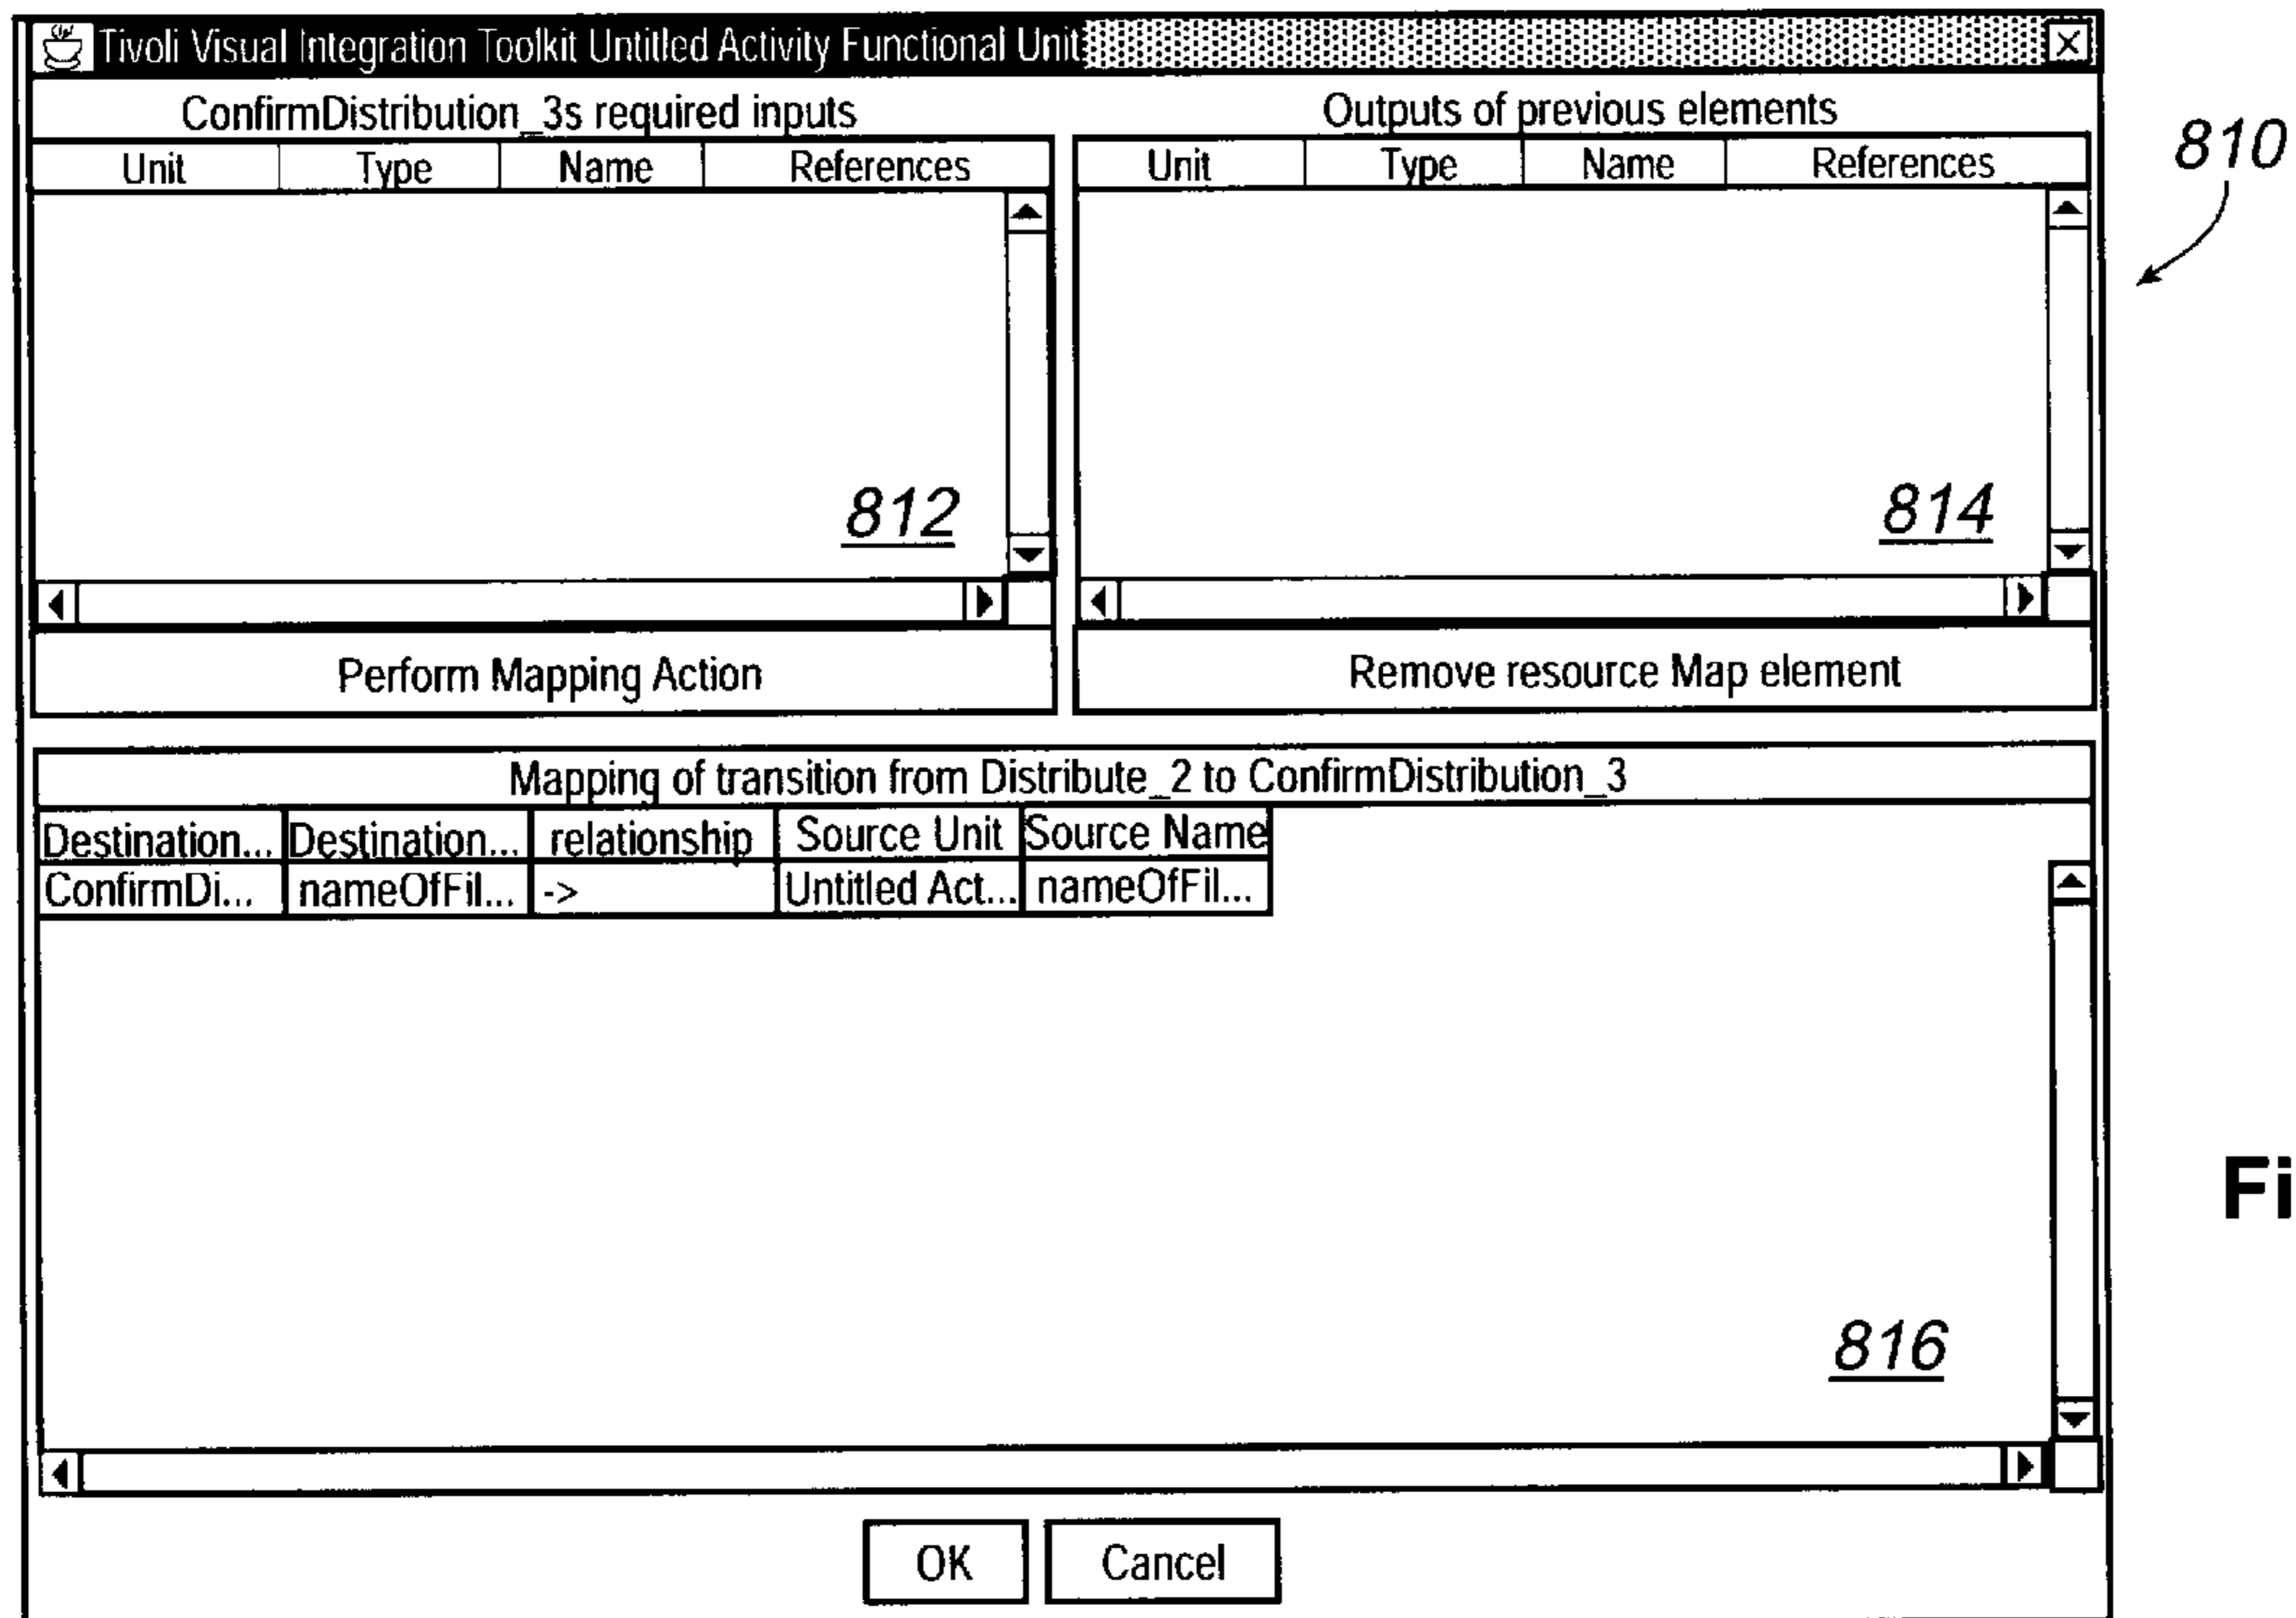 Tivoli Visual Integration Toolkit Untitled Activity Functional Unit
ConfirmDistribution_3s required inputs Outputs of previous elements
810
Unit Type Name References Unit Type Name References
812 814
Perform Mapping Action Remove resource Map element
Mapping of transition from Distribute_2 to ConfirmDistribution_3
Destination... Destination... relationship Source Unit Source Name
ConfirmDi... nameOfFil... -> Untitled Act... nameOfFil...
Fi
816
OK Cancel